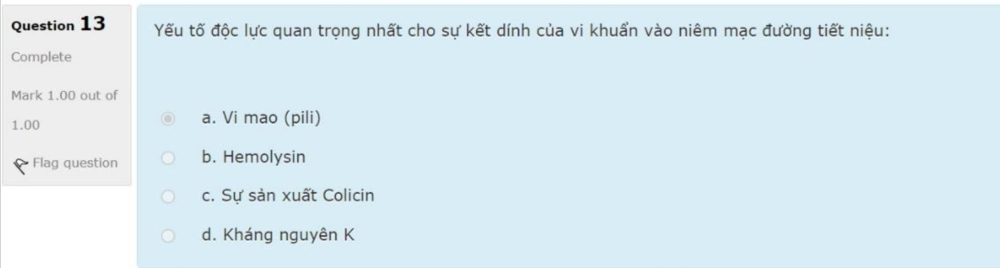 Question 13
Complete
Mark 1.00 out of
1.00
Flag question
Yếu tố độc lực quan trọng nhất cho sự kết dính của vi khuẩn vào niêm mạc đường tiết niệu:
a. Vi mao (pili)
b. Hemolysin
c. Sự sản xuất Colicin
d. Kháng nguyên K